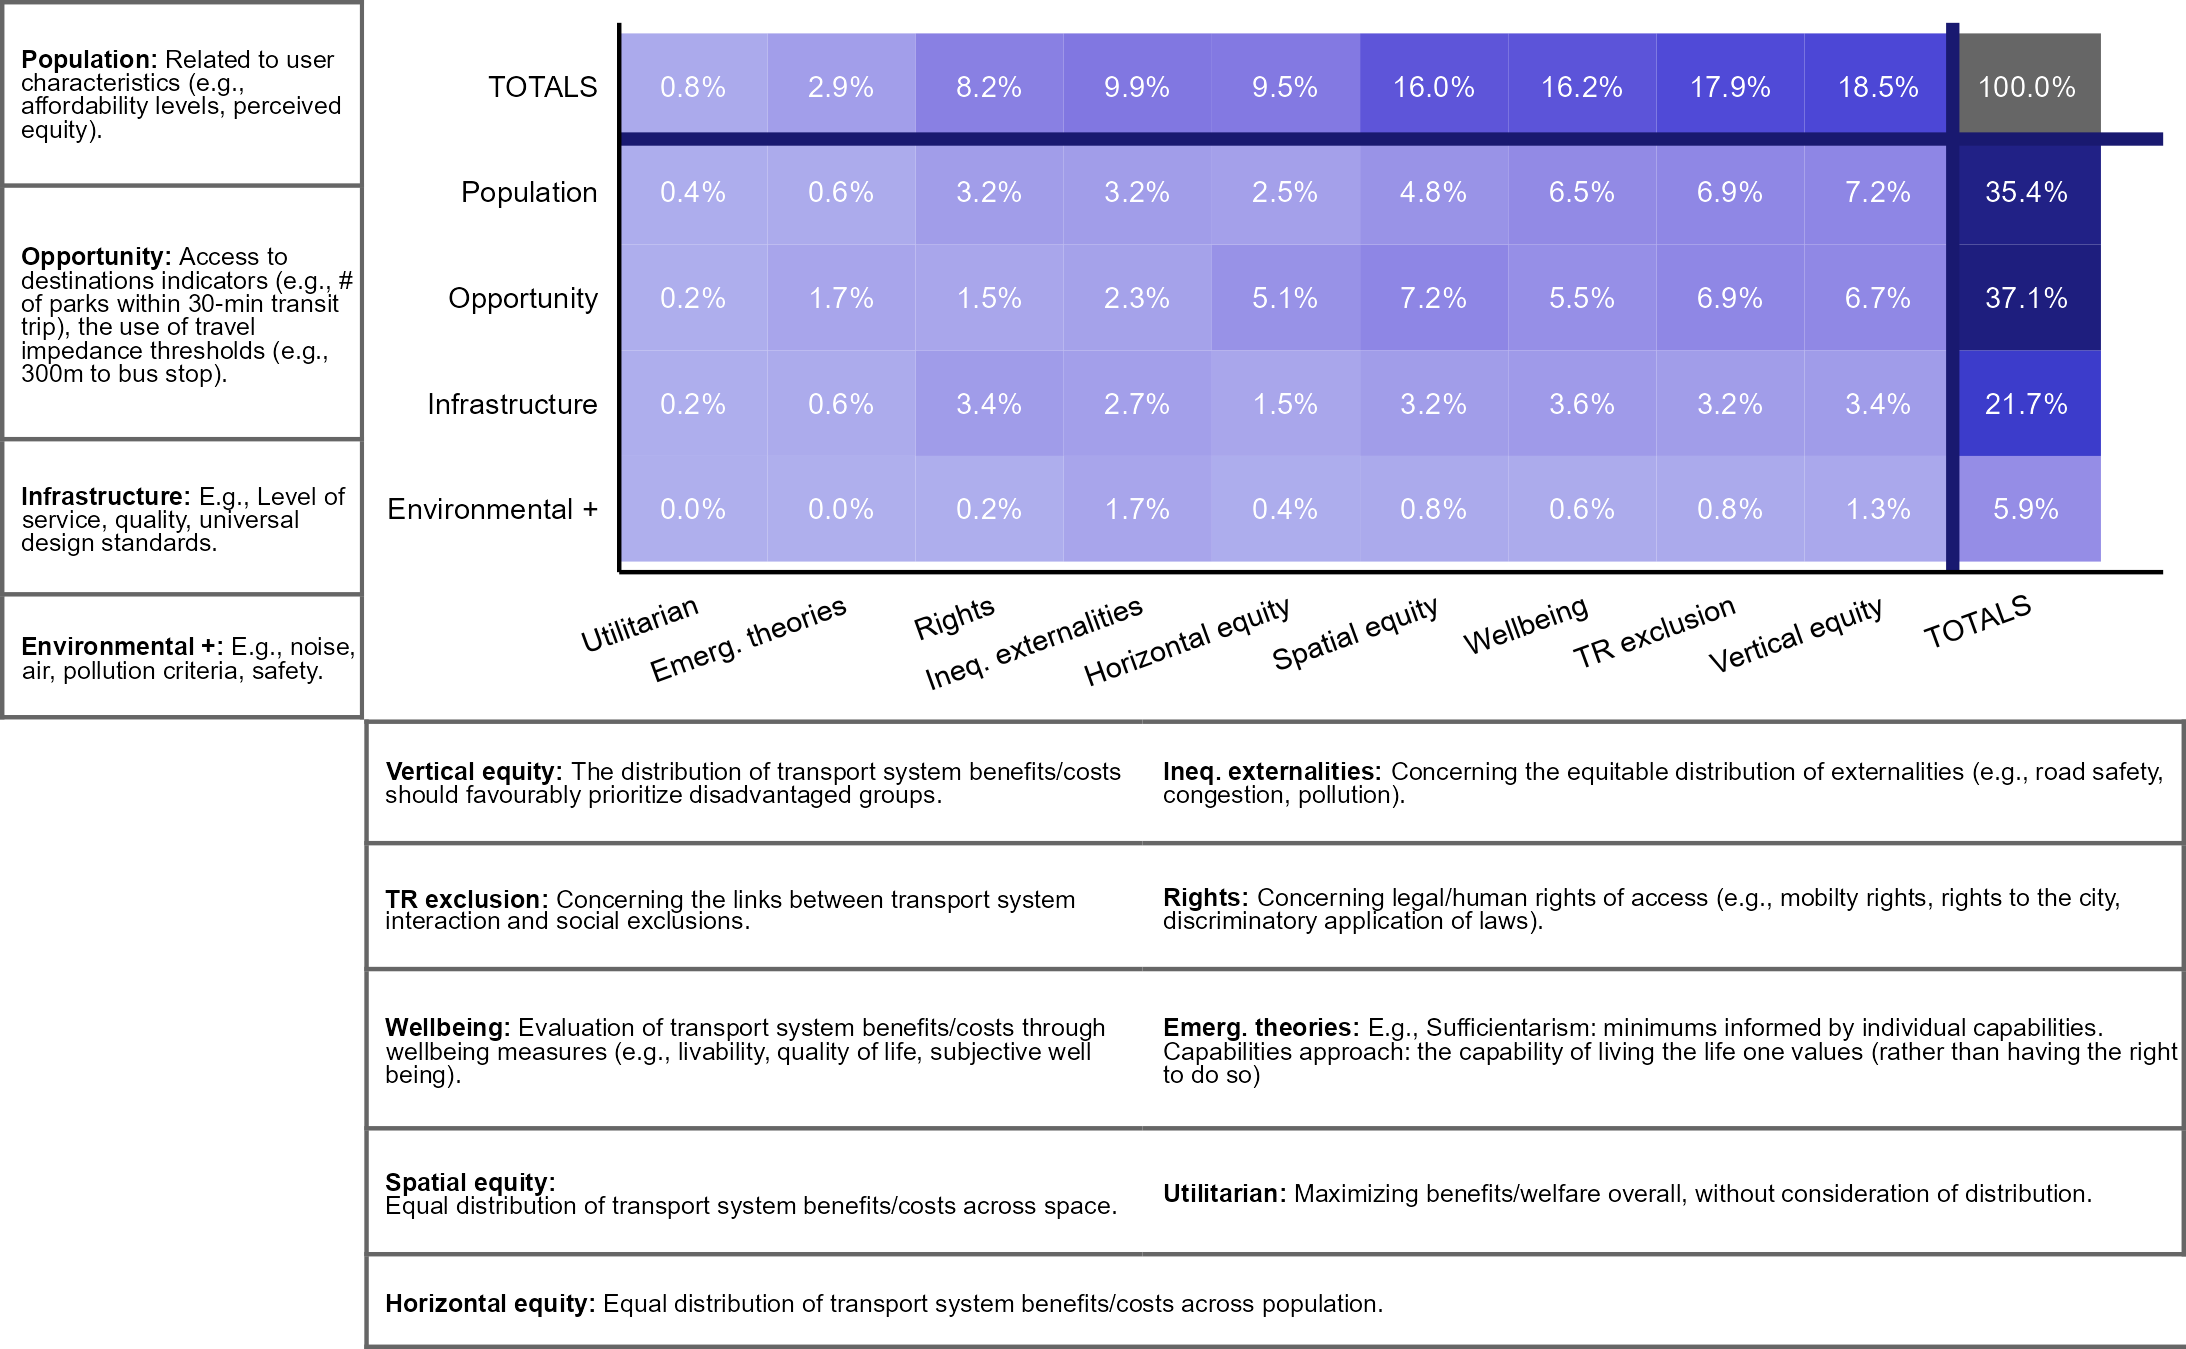 Population: Related to user
characteristics (e.g.,
affordability levels, perceived
equity).
Opportunity: Access to
destinations indicators (e.g., #
of parks within 30-min transit
trip), the use of travel
impedance thresholds (e.g.,
300m to bus stop).
Infrastructure: E.g., Level of
service, quality, universal
design standards.
Environmental +: E.g., noise,
air, pollution criteria, safety.
TOTALS 0.8% 2.9% 8.2% 9.9% 9.5% 16.0% 16.2% 17.9% 18.5% 100.0%
Population 0.4% 0.6% 3.2% 3.2% 2.5% 4.8% 6.5% 6.9% 7.2% 35.4%
Opportunity 0.2% 1.7% 1.5% 2.3% 5.1% 7.2% 5.5% 6.9% 6.7% 37.1%
Infrastructure 0.2% 0.6% 3.4% 2.7% 1.5% 3.2% 3.6% 3.2% 3.4% 21.7%
Environmental + 0.0% 0.0% 0.2% 1.7% 0.4% 0.8% 0.6% 0.8% 1.3% 5.9%
Utilitarian Emerg. theories Rights Ineq. externalities Horizontal equity Spatial equity Wellbeing TR exclusion Vertical equity TOTALS
Vertical equity: The distribution of transport system benefits/costs
should favourably prioritize disadvantaged groups.
Ineq. externalities: Concerning the equitable distribution of externalities (e.g., road safety,
congestion, pollution).
TR exclusion: Concerning the links between transport system
interaction and social exclusions.
Rights: Concerning legal/human rights of access (e.g., mobilty rights, rights to the city,
discriminatory application of laws).
Wellbeing: Evaluation of transport system benefits/costs through
wellbeing measures (e.g., livability, quality of life, subjective well
being).
Emerg. theories: E.g., Sufficientarism: minimums informed by individual capabilities.
Capabilities approach: the capability of living the life one values (rather than having the right
to do so)
Spatial equity:
Equal distribution of transport system benefits/costs across space.
Utilitarian: Maximizing benefits/welfare overall, without consideration of distribution.
Horizontal equity: Equal distribution of transport system benefits/costs across population.